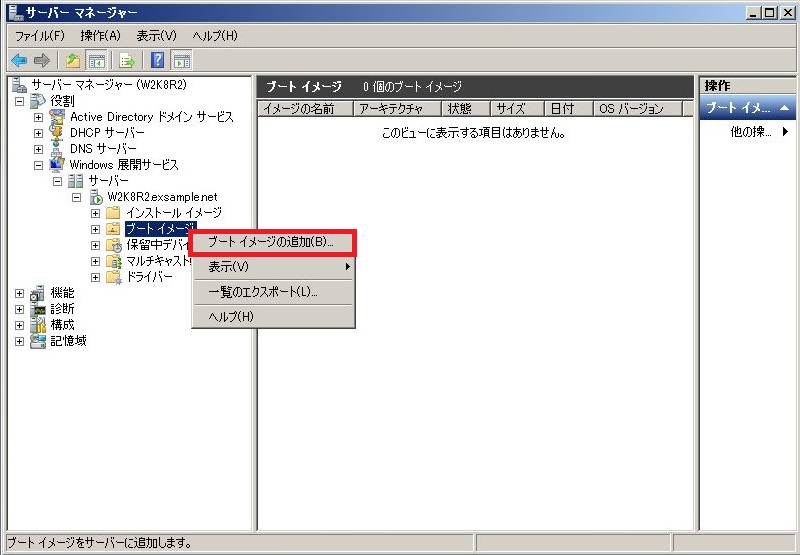 サーバー マネージャー
ファイル(F) 操作(A) 表示(V) ヘルプ(H)
サーバー マネージャー (W2K8R2)
役割
Active Directory ドメイン サービス
DHCP サーバー
DNS サーバー
Windows 展開サービス
サーバー
W2K8R2.exsample.net
インストール イメージ
ブート イメージ
保留中デバイ
マルチキャスト
ドライバー
機能
診断
構成
記憶域
ブート イメージの追加(B)...
表示(V)
一覧のエクスポート(L)...
ヘルプ(H)
ブート イメージ 0 個のブート イメージ
イメージの名前 アーキテクチャ 状態 サイズ 日付 OS バージョン
このビューに表示する項目はありません。
操作
ブート イメ...
他の操...
ブート イメージをサーバーに追加します。